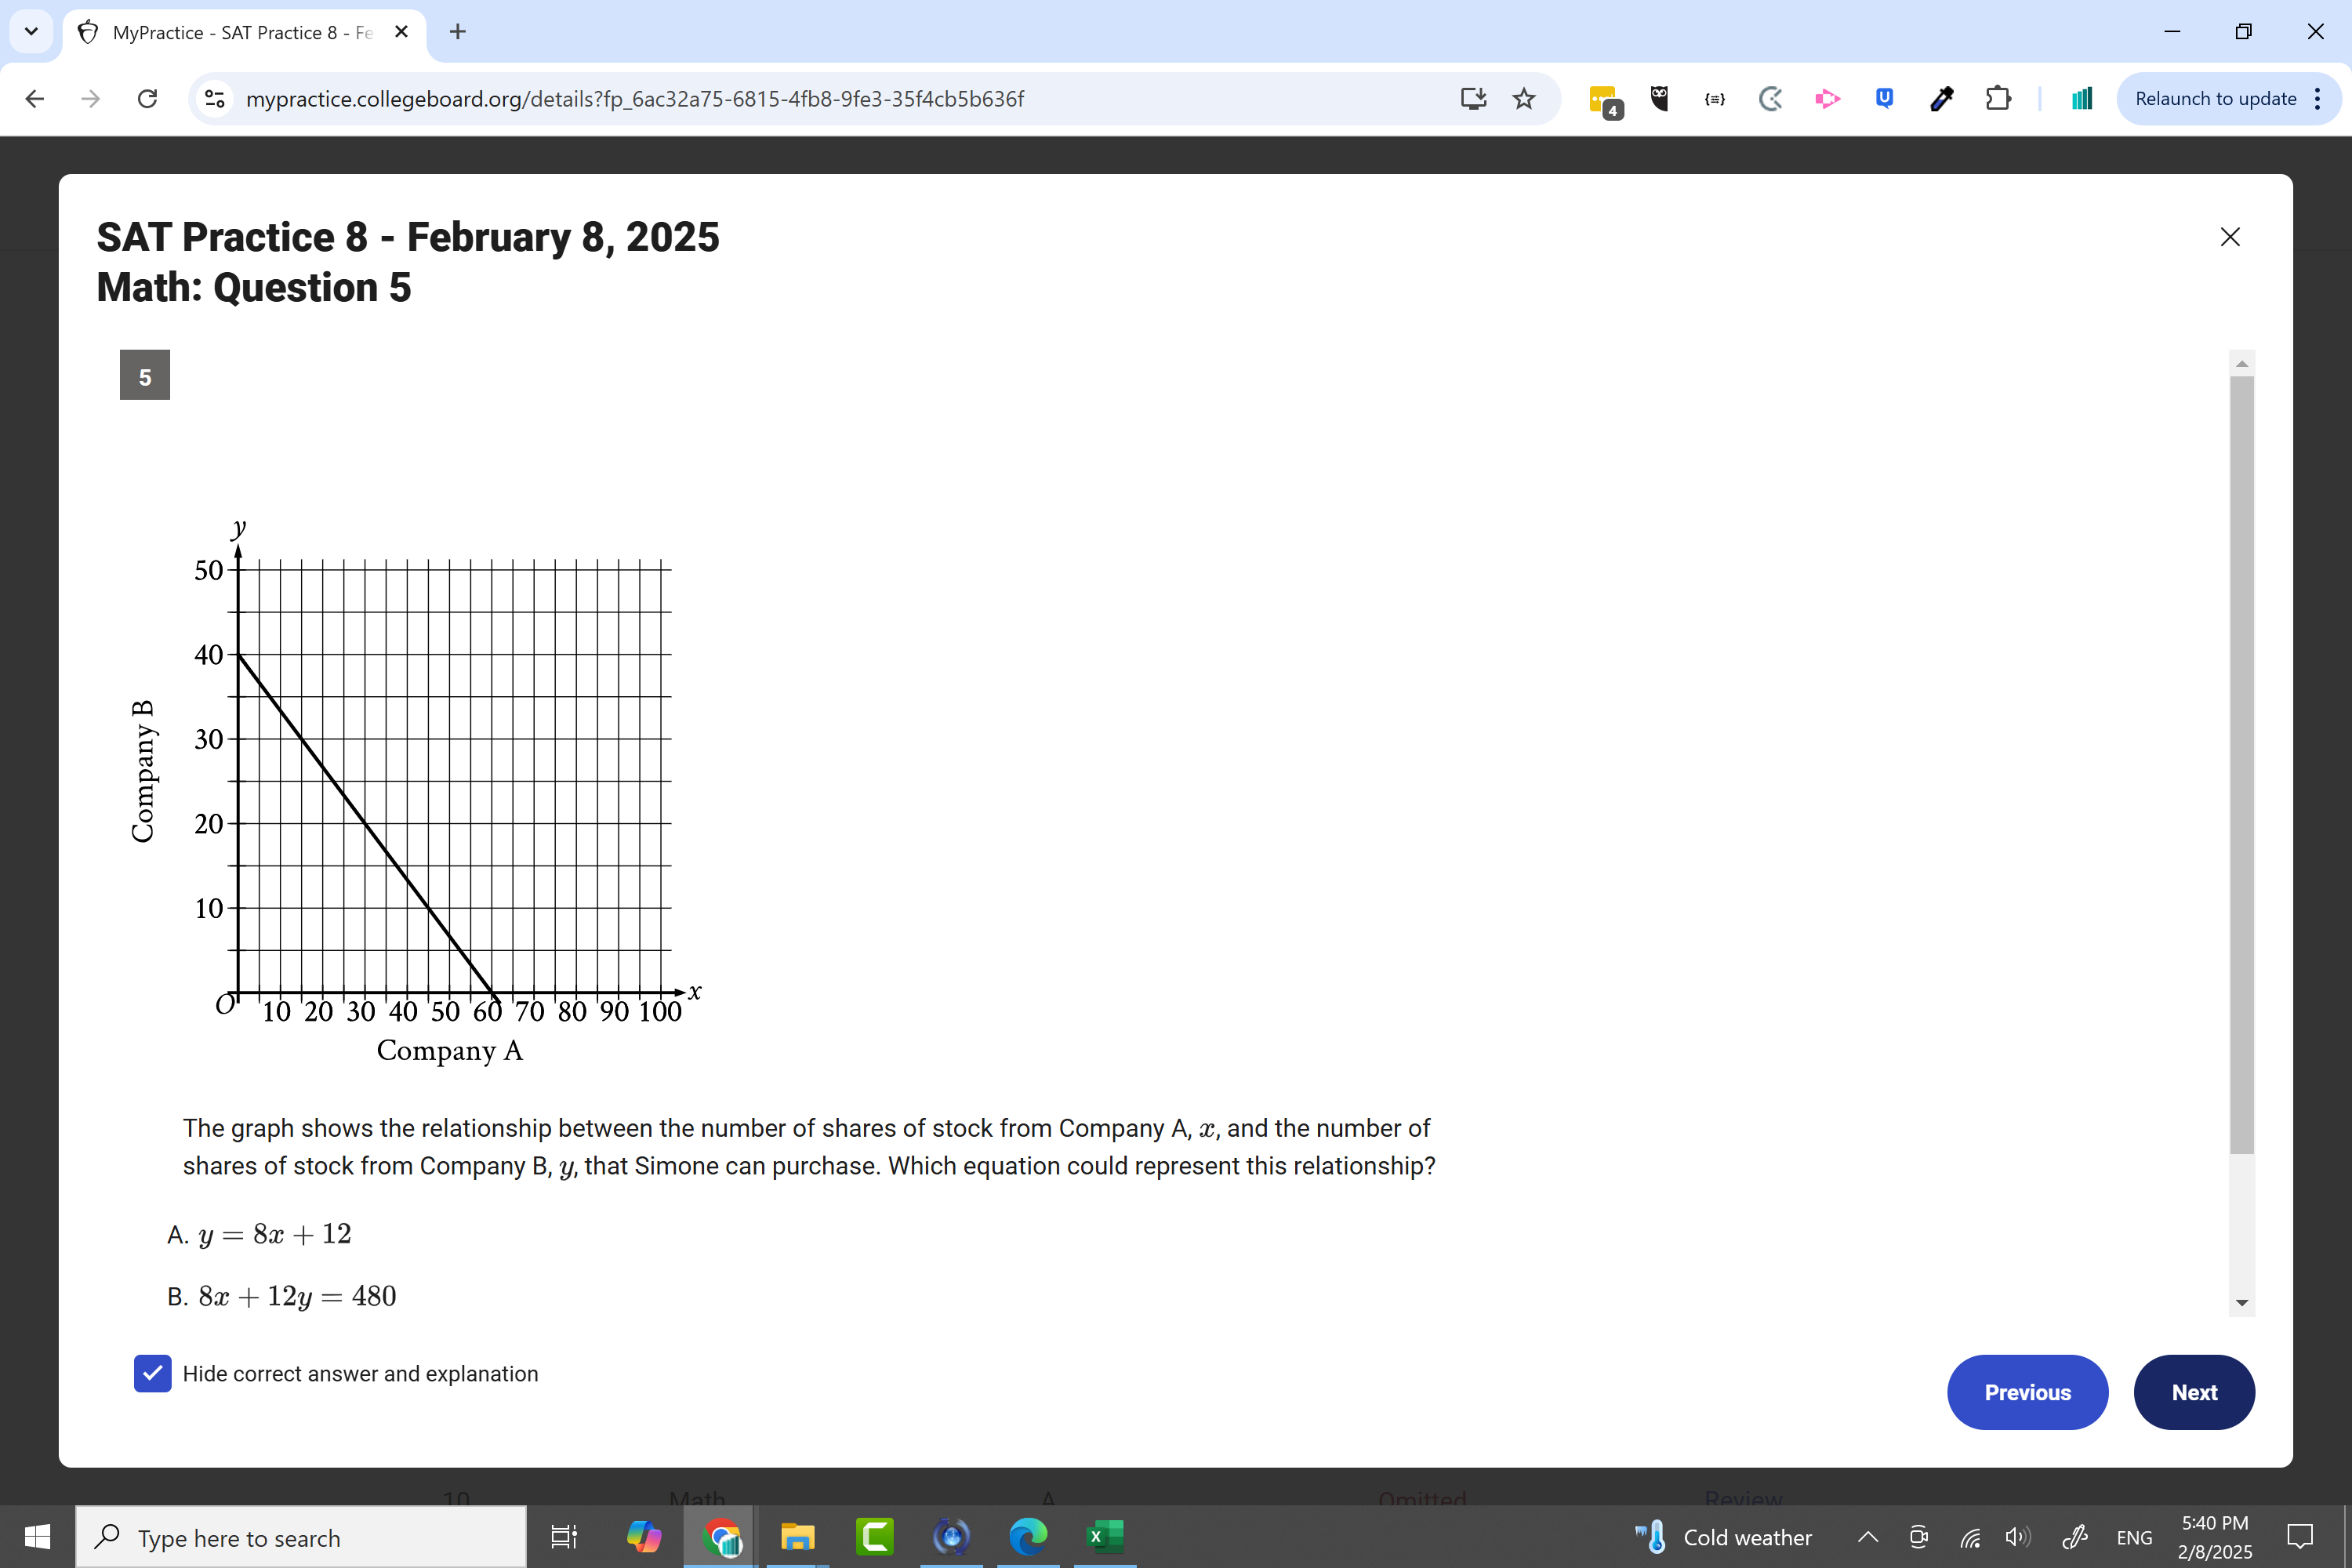 MyPractice - SAT Practice 8 - Fe
mypractice.collegeboard.org/details?fp_6ac32a75-6815-4fb8-9fe3-35f4cb5b636f
4
Relaunch to update
SAT Practice 8 - February 8, 2025
Math: Question 5
5
y
50
40
30
20
10
Company B
O
10 20 30 40 50 60 70 80 90 100
x
Company A
The graph shows the relationship between the number of shares of stock from Company A, x, and the number of
shares of stock from Company B, y, that Simone can purchase. Which equation could represent this relationship?
A. y = 8x + 12
B. 8x + 12y = 480
Hide correct answer and explanation
Previous
Next
10 Math A Omitted Review
Type here to search
Cold weather
ENG
5:40 PM
2/8/2025